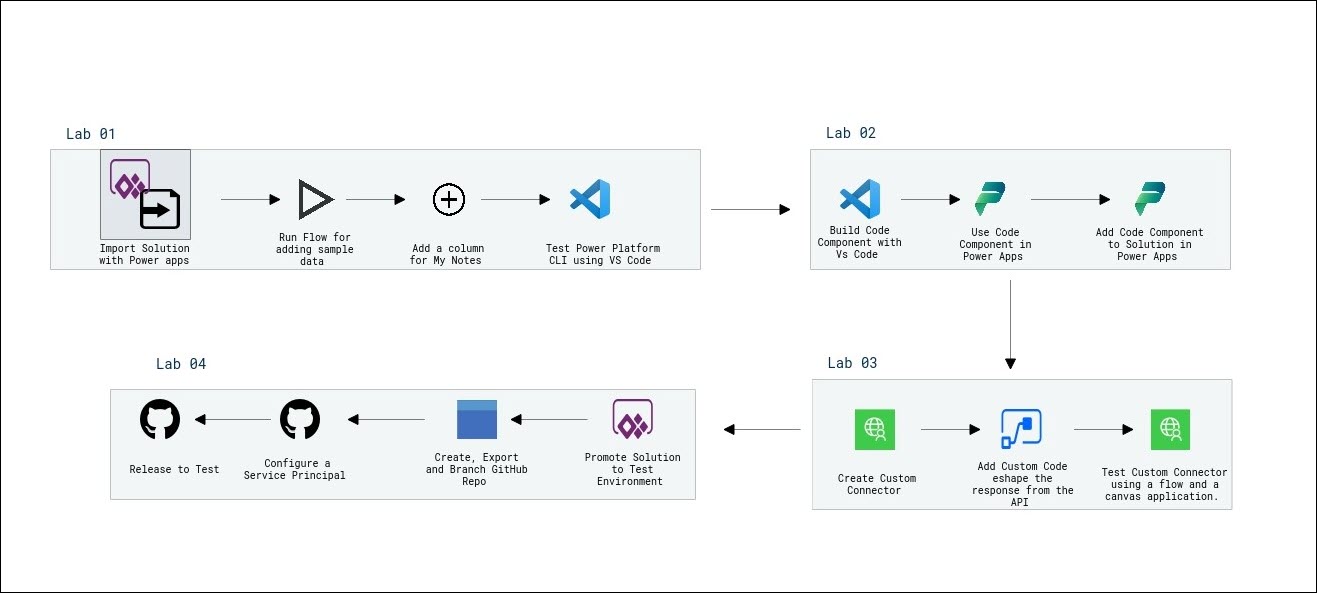 Lab 01
Import Solution
with Power apps
Run Flow for
adding sample
data
Add a column
for My Notes
Test Power Platform
CLI using VS Code
Lab 02
Build Code
Component with
Vs Code
Use Code
Component in
Power Apps
Add Code Component
to Solution in
Power Apps
Lab 03
Create Custom
Connector
Add Custom Code
eshape the
response from the
API
Test Custom Connector
using a flow and a
canvas application.
Lab 04
Promote Solution
to Test
Environment
Create, Export
and Branch GitHub
Repo
Configure a
Service Principal
Release to Test